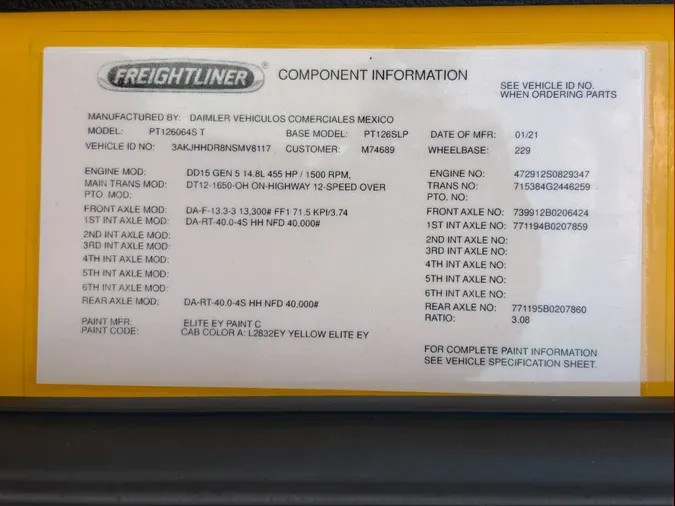 FREIGHTLINER ® COMPONENT INFORMATION
SEE VEHICLE ID NO.
WHEN ORDERING PARTS
MANUFACTURED BY: DAIMLER VEHICULOS COMERCIALES MEXICO
MODEL: PT126064S T BASE MODEL: PT126SLP DATE OF MFR: 01/21
VEHICLE ID NO: 3AKJHHDR8NSMV8117 CUSTOMER: M74689 WHEELBASE: 229
ENGINE MOD: DD15 GEN 5 14.8L 455 HP / 1500 RPM, ENGINE NO: 472912S0829347
MAIN TRANS MOD: DT12-1650-OH ON-HIGHWAY 12-SPEED OVER TRANS NO: 715384G2446259
PTO. MOD: PTO. NO:
FRONT AXLE MOD: DA-F-13.3-3 13,300# FF1 71.5 KPI/3.74 FRONT AXLE NO: 739912B0206424
1ST INT AXLE MOD: DA-RT-40.0-4S HH NFD 40,000# 1ST INT AXLE NO: 771194B0207859
2ND INT AXLE MOD: 2ND INT AXLE NO:
3RD INT AXLE MOD: 3RD INT AXLE NO:
4TH INT AXLE MOD: 4TH INT AXLE NO:
5TH INT AXLE MOD: 5TH INT AXLE NO:
6TH INT AXLE MOD: 6TH INT AXLE NO:
REAR AXLE MOD: DA-RT-40.0-4S HH NFD 40,000# REAR AXLE NO: 771195B0207860
RATIO: 3.08
PAINT MFR: ELITE EY PAINT C
PAINT CODE: CAB COLOR A: L2832EY YELLOW ELITE EY
FOR COMPLETE PAINT INFORMATION
SEE VEHICLE SPECIFICATION SHEET.